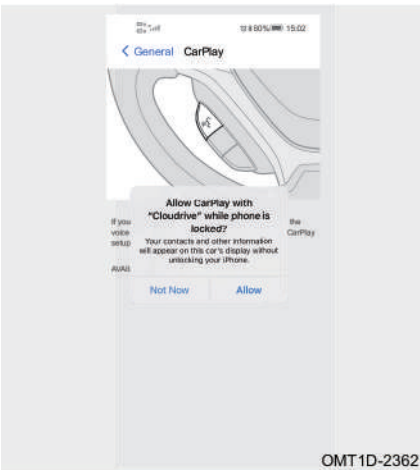 80% 15:02
General CarPlay
Allow CarPlay with
"Cloudrive" while phone is
locked?
Your contacts and other information
will appear on this car's display without
unlocking your iPhone.
Not Now Allow
If you the
voice CarPlay
setup
AVAIL
OMT1D-2362